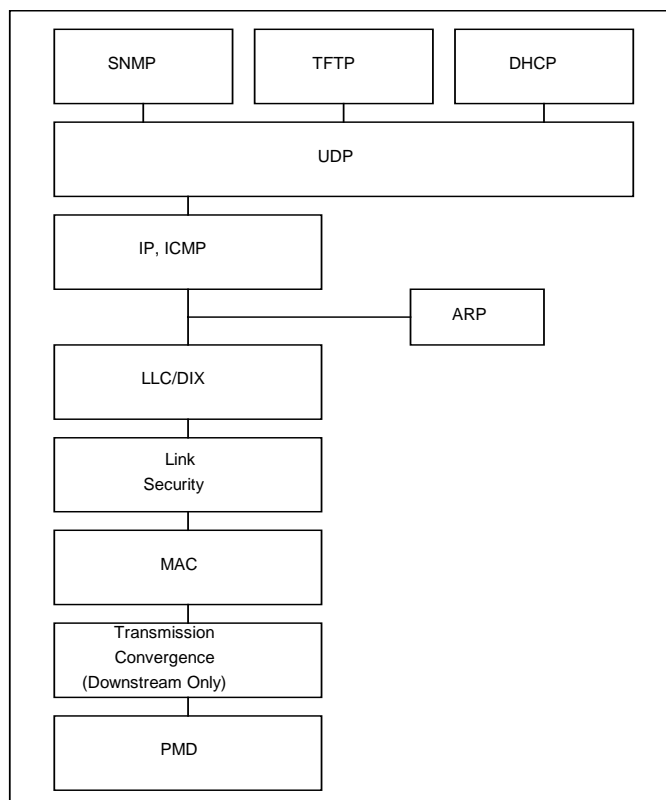 SNMP
TFTP
DHCP
UDP
IP, ICMP
ARP
LLC/DIX
Link
Security
MAC
Transmission
Convergence
(Downstream Only)
PMD